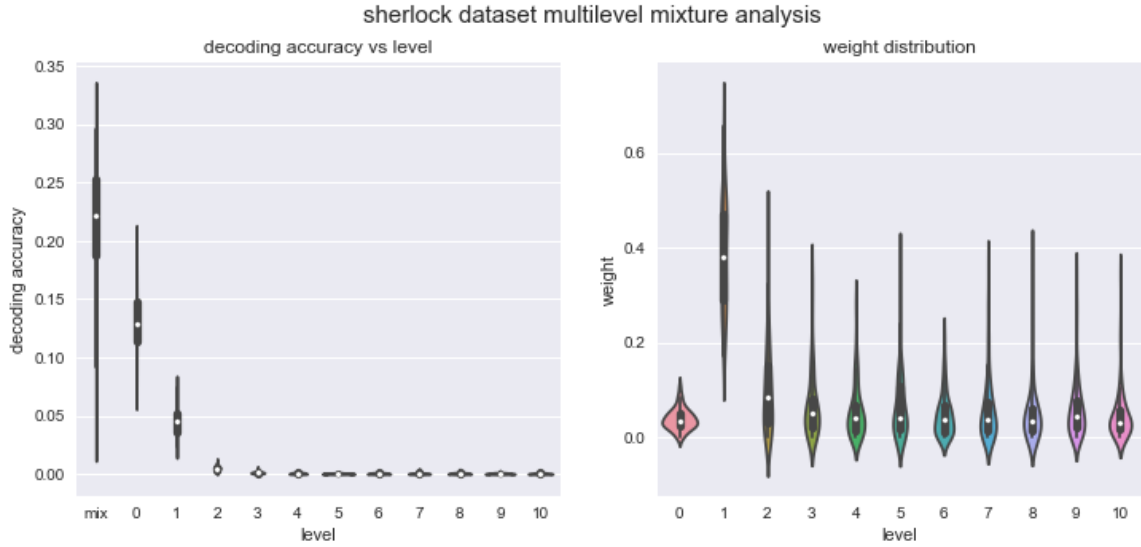 sherlock dataset multilevel mixture analysis
decoding accuracy vs level
0.35
0.30
0.25
0.20
0.15
0.10
0.05
0.00
decoding accuracy
mix 0 1 2 3 4 5 6 7 8 9 10
level
weight distribution
0.6
0.4
0.2
0.0
weight
0 1 2 3 4 5 6 7 8 9 10
level